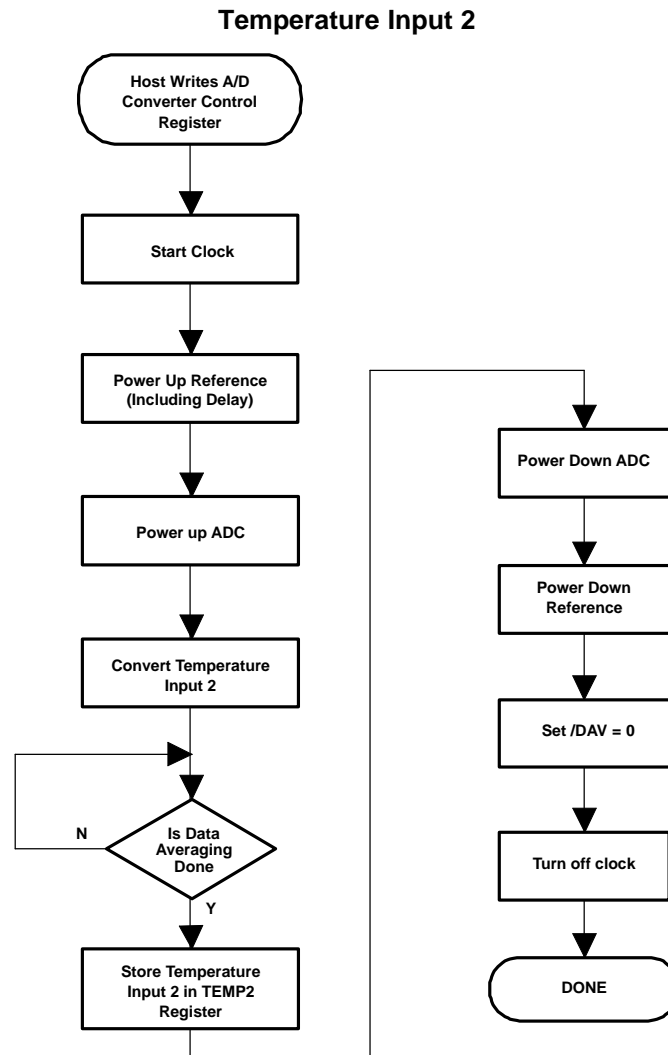 Temperature Input 2
Host Writes A/D
Converter Control
Register
Start Clock
Power Up Reference
(Including Delay)
Power up ADC
Convert Temperature
Input 2
N
Is Data
Averaging
Done
Y
Store Temperature
Input 2 in TEMP2
Register
Power Down ADC
Power Down
Reference
Set /DAV = 0
Turn off clock
DONE